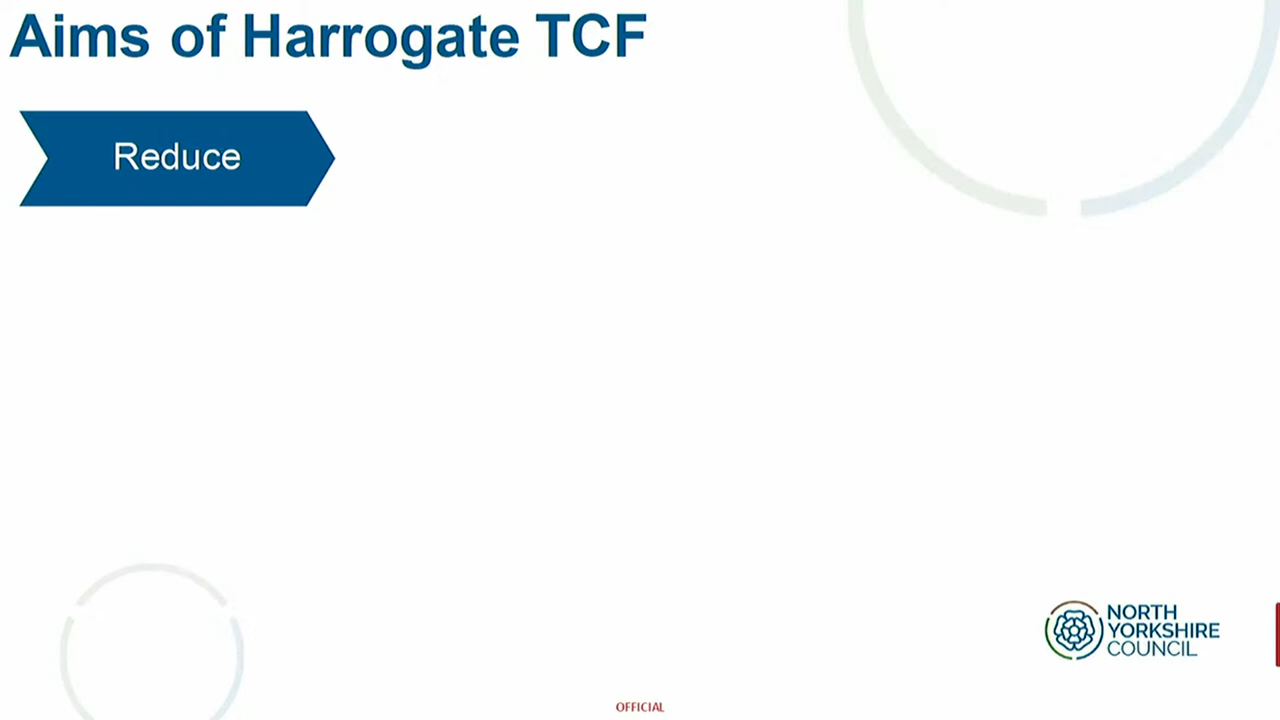 Aims of Harrogate TCF
Reduce
NORTH
YORKSHIRE
COUNCIL
OFFICIAL